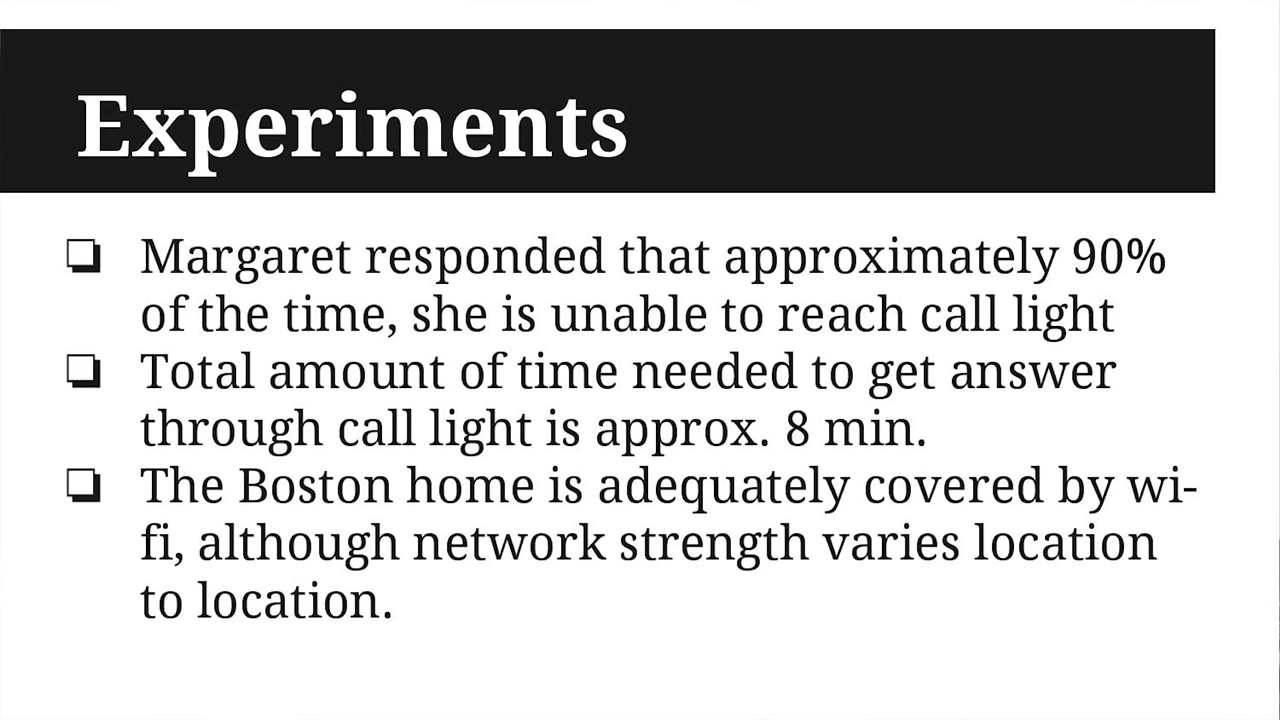 Experiments
❏ Margaret responded that approximately 90%
of the time, she is unable to reach call light
❏ Total amount of time needed to get answer
through call light is approx. 8 min.
❏ The Boston home is adequately covered by wi-
fi, although network strength varies location
to location.